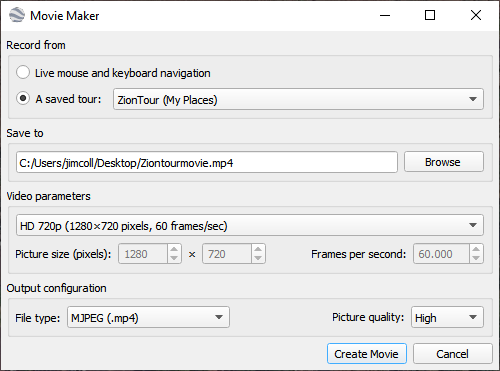 Movie Maker
Record from
Live mouse and keyboard navigation
A saved tour: ZionTour (My Places)
Save to
C:/Users/jimcoll/Desktop/Ziontourmovie.mp4 Browse
Video parameters
HD 720p (1280×720 pixels, 60 frames/sec)
Picture size (pixels): 1280 × 720 Frames per second: 60.000
Output configuration
File type: MJPEG (.mp4) Picture quality: High
Create Movie Cancel